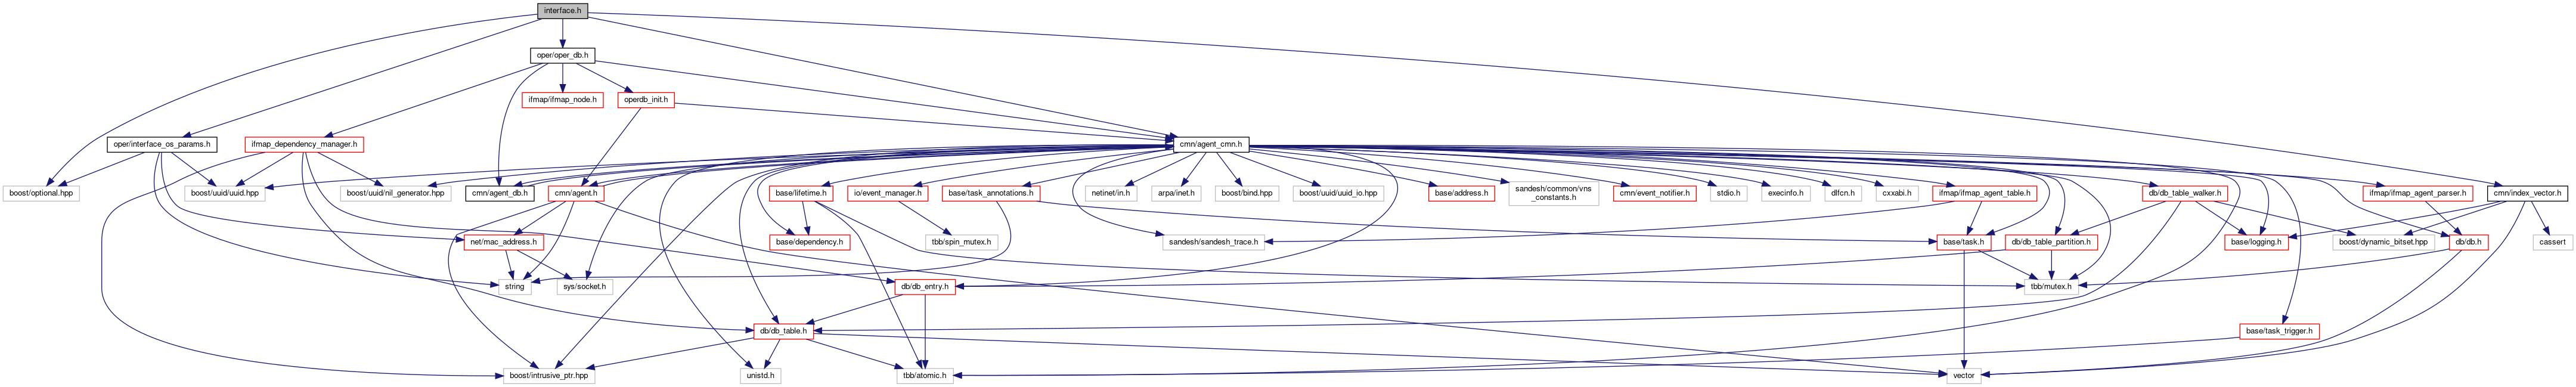 interface.h
oper/oper_db.h
ifmap/ifmap_node.h
operdb_init.h
oper/interface_os_params.h
ifmap_dependency_manager.h
cmn/agent_cmn.h
boost/optional.hpp
boost/uuid/uuid.hpp
boost/uuid/nil_generator.hpp
cmn/agent_db.h
cmn/agent.h
base/lifetime.h
io/event_manager.h
base/task_annotations.h
netinet/in.h
arpa/inet.h
boost/bind.hpp
boost/uuid/uuid_io.hpp
base/address.h
sandesh/common/vns
_constants.h
cmn/event_notifier.h
stdio.h
execinfo.h
dlfcn.h
cxxabi.h
ifmap/ifmap_agent_table.h
db/db_table_walker.h
ifmap/ifmap_agent_parser.h
cmn/index_vector.h
net/mac_address.h
base/dependency.h
tbb/spin_mutex.h
sandesh/sandesh_trace.h
base/task.h
db/db_table_partition.h
base/logging.h
boost/dynamic_bitset.hpp
db/db.h
cassert
string
sys/socket.h
db/db_entry.h
tbb/mutex.h
db/db_table.h
base/task_trigger.h
boost/intrusive_ptr.hpp
unistd.h
tbb/atomic.h
vector